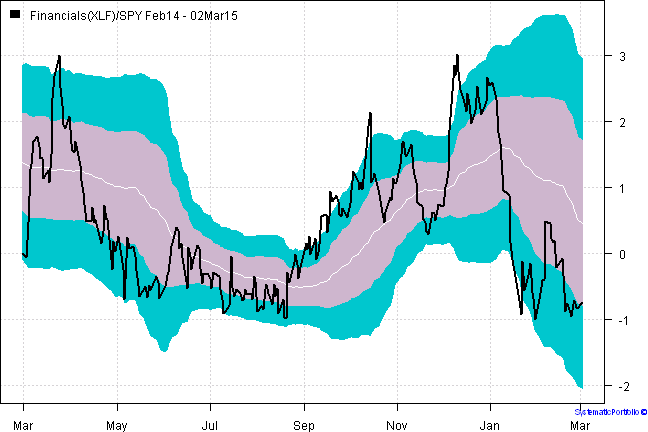 Financials(XLF)/SPY Feb14 - 02Mar15
3
2
1
0
-1
-2
Mar May Jul Sep Nov Jan Mar
SystematicPortfolio ©